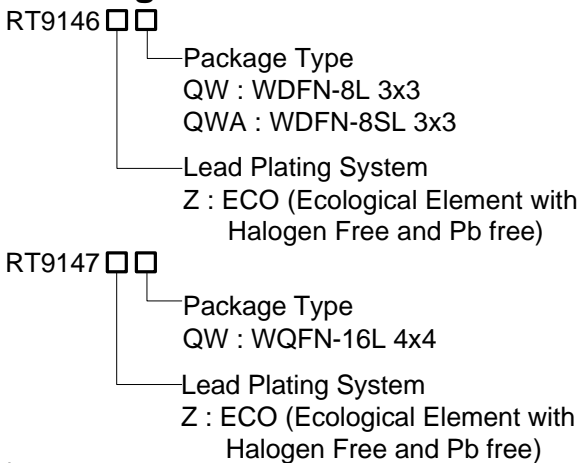 RT9146
Package Type
QW : WDFN-8L 3x3
QWA : WDFN-8SL 3x3
Lead Plating System
Z : ECO (Ecological Element with
Halogen Free and Pb free)
RT9147
Package Type
QW : WQFN-16L 4x4
Lead Plating System
Z : ECO (Ecological Element with
Halogen Free and Pb free)